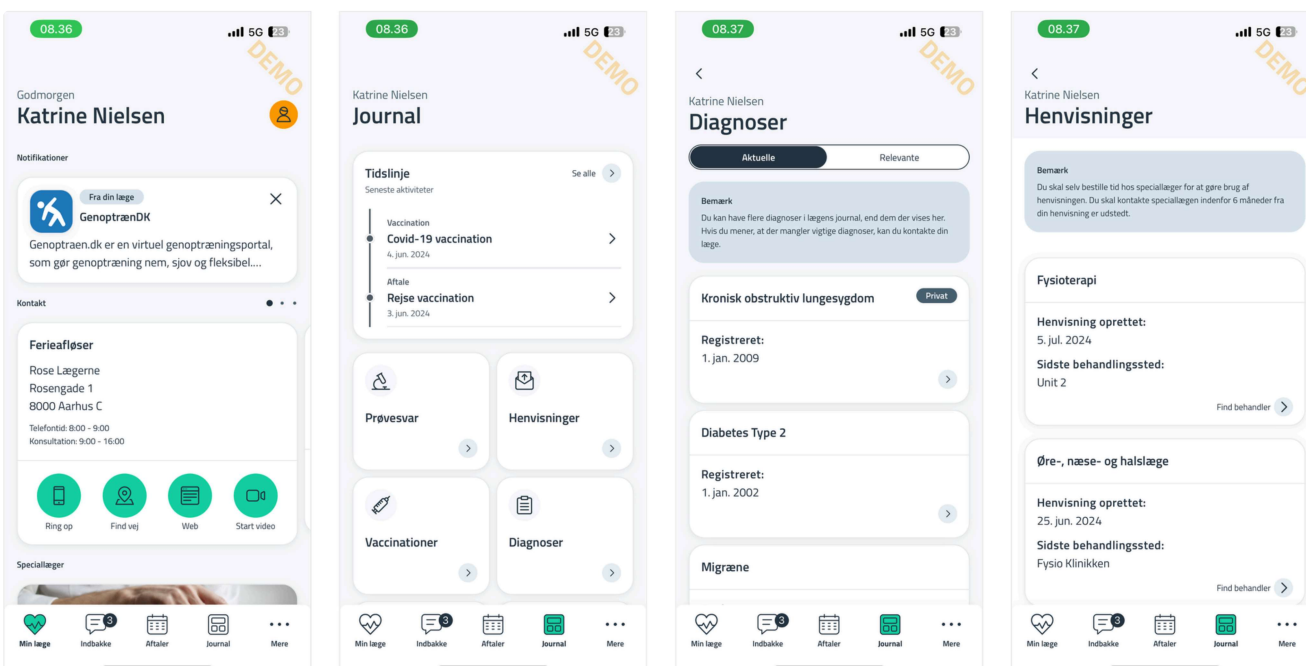 08.36
5G 23
DEMO
Godmorgen
Katrine Nielsen
Notifikationer
Fra din læge
GenoptrænDK
Genoptraen.dk er en virtuel genoptræningsportal,
som gør genoptræning nem, sjov og fleksibel....
Kontakt
Ferieafløser
Rose Lægerne
Rosengade 1
8000 Aarhus C
Telefontid: 8:00 - 9:00
Konsultation: 9:00 - 16:00
Ring op
Find vej
Web
Start video
Speciallæger
Min læge
3
Indbakke
Aftaler
Journal
Mere
08.36
5G 23
DEMO
Katrine Nielsen
Journal
Tidslinje
Se alle
Seneste aktiviteter
Vaccination
Covid-19 vaccination
4. jun. 2024
Aftale
Rejse vaccination
3. jun. 2024
Prøvesvar
Henvisninger
Vaccinationer
Diagnoser
Min læge
3
Indbakke
Aftaler
Journal
Mere
08.37
5G 23
DEMO
Katrine Nielsen
Diagnoser
Aktuelle
Relevante
Bemærk
Du kan have flere diagnoser i lægens journal, end dem der vises her.
Hvis du mener, at der mangler vigtige diagnoser, kan du kontakte din
læge.
Kronisk obstruktiv lungesygdom
Privat
Registreret:
1. jan. 2009
Diabetes Type 2
Registreret:
1. jan. 2002
Migræne
Min læge
3
Indbakke
Aftaler
Journal
Mere
08.37
5G 23
DEMO
Katrine Nielsen
Henvisninger
Bemærk
Du skal selv bestille tid hos speciallæger for at gøre brug af
henvisningen. Du skal kontakte speciallægen indenfor 6 måneder fra
din henvisning er udstedt.
Fysioterapi
Henvisning oprettet:
5. jul. 2024
Sidste behandlingssted:
Unit 2
Find behandler
Øre-, næse- og halslæge
Henvisning oprettet:
25. jun. 2024
Sidste behandlingssted:
Fysio Klinikken
Find behandler
Min læge
3
Indbakke
Aftaler
Journal
Mere